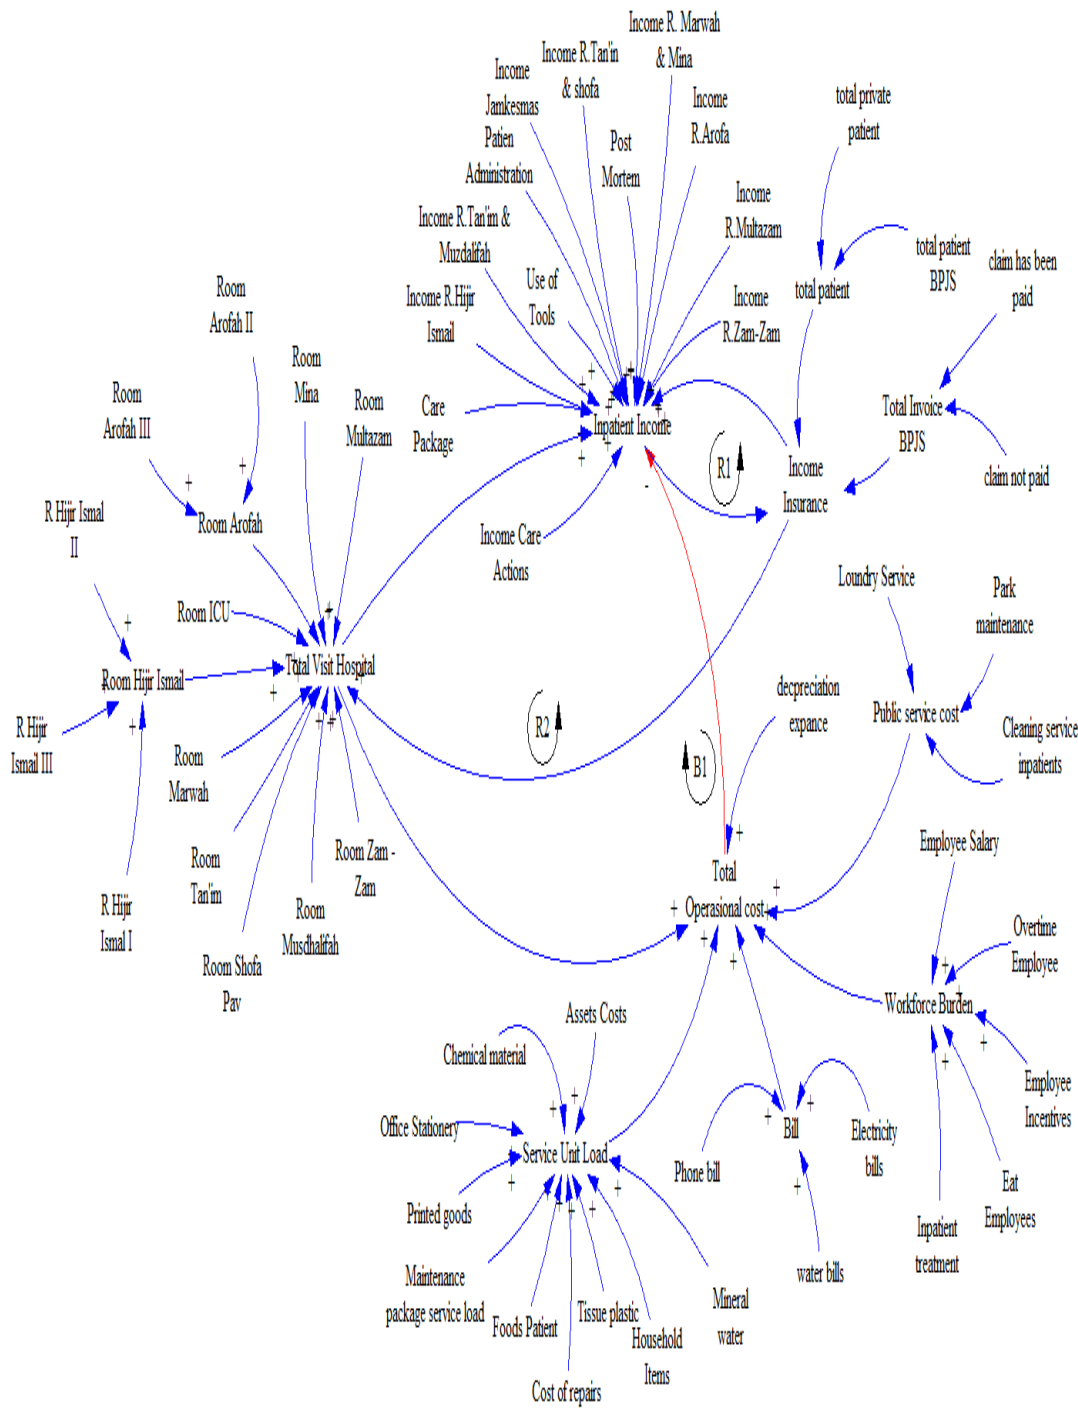 Income R. Marwah
& Mina
Income R.Tan'in
& shofa
Income
Jamkesmas
Patien
Administration
Income
R.Arofa
Post
Mortem
total private
patient
Income
R.Multazam
Income R.Tan'im &
Muzdalifah
Use of
Tools
Income R.Hijir
Ismail
Income
R.Zam-Zam
total patient
total patient
BPJS
claim has been
paid
Room
Arofah II
Room
Mina
Room
Arofah III
Room
Multazam
Care
Package
Inpatient Income
Total Invoice
BPJS
claim not paid
R1
Income
Insurance
Income Care
Actions
R Hijir Ismal
II
Room Arofah
Room ICU
Total Visit Hospital
Room Hijir Ismail
R Hijir
Ismail III
Room
Marwah
R2
B1
Loundry Service
Park
maintenance
Public service cost
Cleaning service
inpatients
decpreciation
expance
R Hijir
Ismal I
Room
Tan'im
Room Shofa
Pav
Room
Musdhalifah
Room Zam -
Zam
Total
Operasional cost
Employee Salary
Overtime
Employee
Workforce Burden
Employee
Incentives
Eat
Employees
Inpatient
treatment
Assets Costs
Chemical material
Office Stationery
Service Unit Load
Printed goods
Maintenance
package service load
Foods Patient
Cost of repairs
Tissue plastic
Household
Items
Mineral
water
Phone bill
Bill
Electricity
bills
water bills